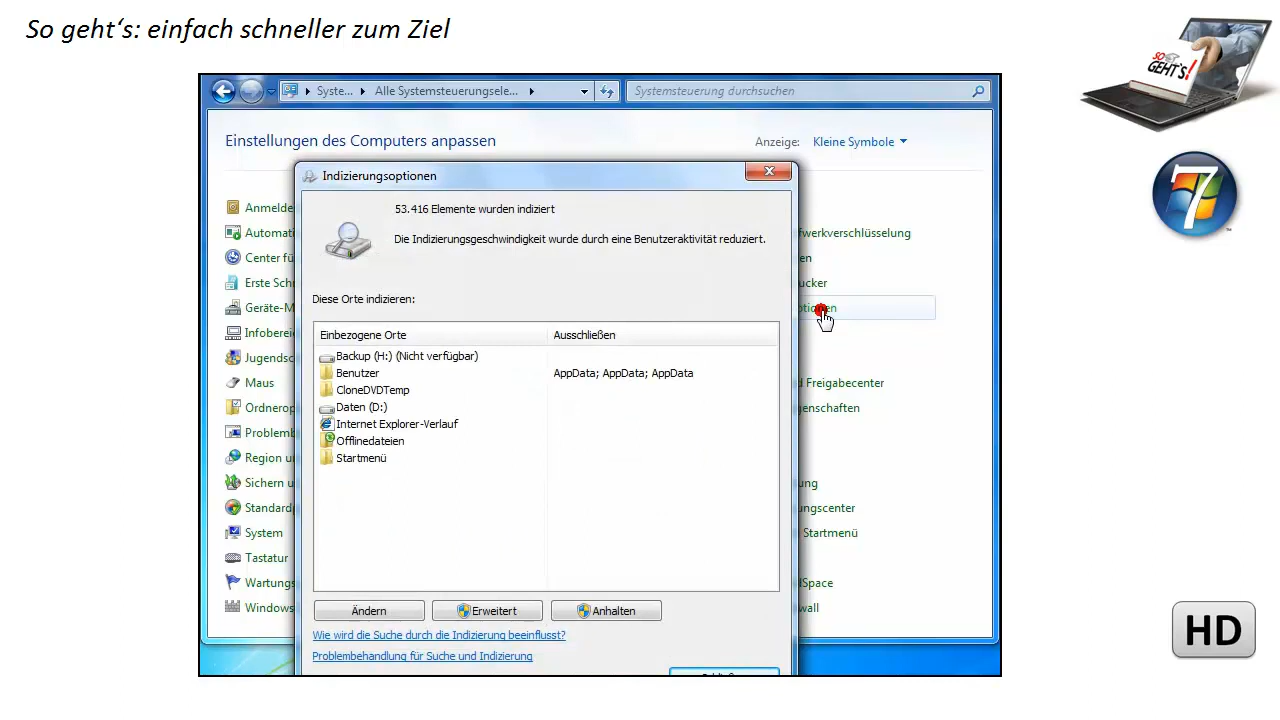 So geht‘s: einfach schneller zum Ziel
SO
GEHT'S!
Syste...
Alle Systemsteuerungsele...
Systemsteuerung durchsuchen
Einstellungen des Computers anpassen
Anzeige: Kleine Symbole
7
Indizierungsoptionen
53.416 Elemente wurden indiziert
Die Indizierungsgeschwindigkeit wurde durch eine Benutzeraktivität reduziert.
Diese Orte indizieren:
Einbezogene Orte
Ausschließen
Backup (H:) (Nicht verfügbar)
Benutzer
AppData; AppData; AppData
CloneDVDTemp
Daten (D:)
Internet Explorer-Verlauf
Offlinedateien
Startmenü
Ändern
Erweitert
Anhalten
Wie wird die Suche durch die Indizierung beeinflusst?
Problembehandlung für Suche und Indizierung
Anmelde
Automati
Center fü
Erste Sch
Geräte-M
Infoberei
Jugendsc
Maus
Ordnerop
Problemb
Region u
Sichern u
Standard
System
Tastatur
Wartungs
Windows
fwerkverschlüsselung
en
ucker
d Freigabecenter
genschaften
ung
ungscenter
Startmenü
dSpace
wall
HD